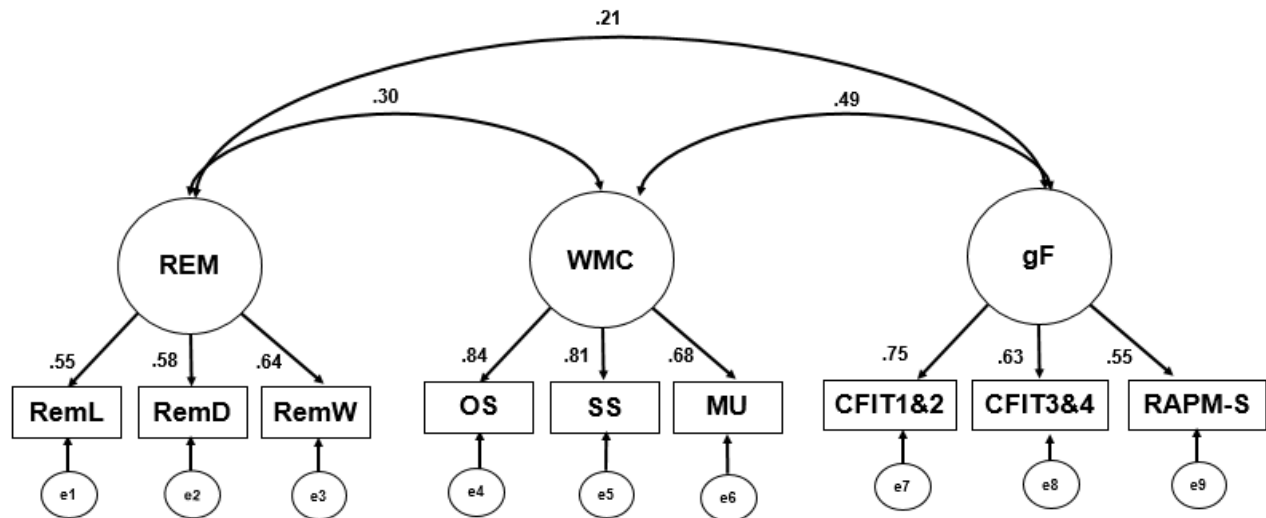 .21
.30
.49
REM
WMC
gF
.55
.58
.64
.84
.81
.68
.75
.63
.55
RemL
RemD
RemW
OS
SS
MU
CFIT1&2
CFIT3&4
RAPM-S
e1
e2
e3
e4
e5
e6
e7
e8
e9